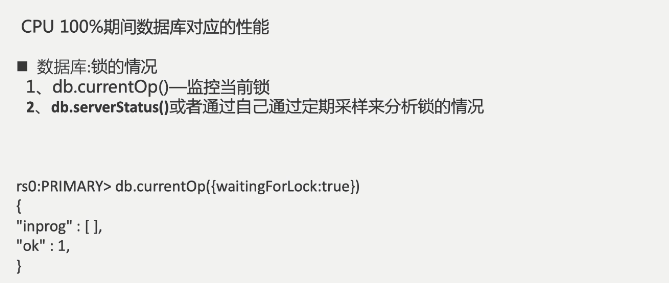 CPU 100%期间数据库对应的性能
■ 数据库:锁的情况
1、db.currentOp()—监控当前锁
2、db.serverStatus()或者通过自己通过定期采样来分析锁的情况
rs0:PRIMARY> db.currentOp({waitingForLock:true})
{
"inprog" : [ ],
"ok" : 1,
}